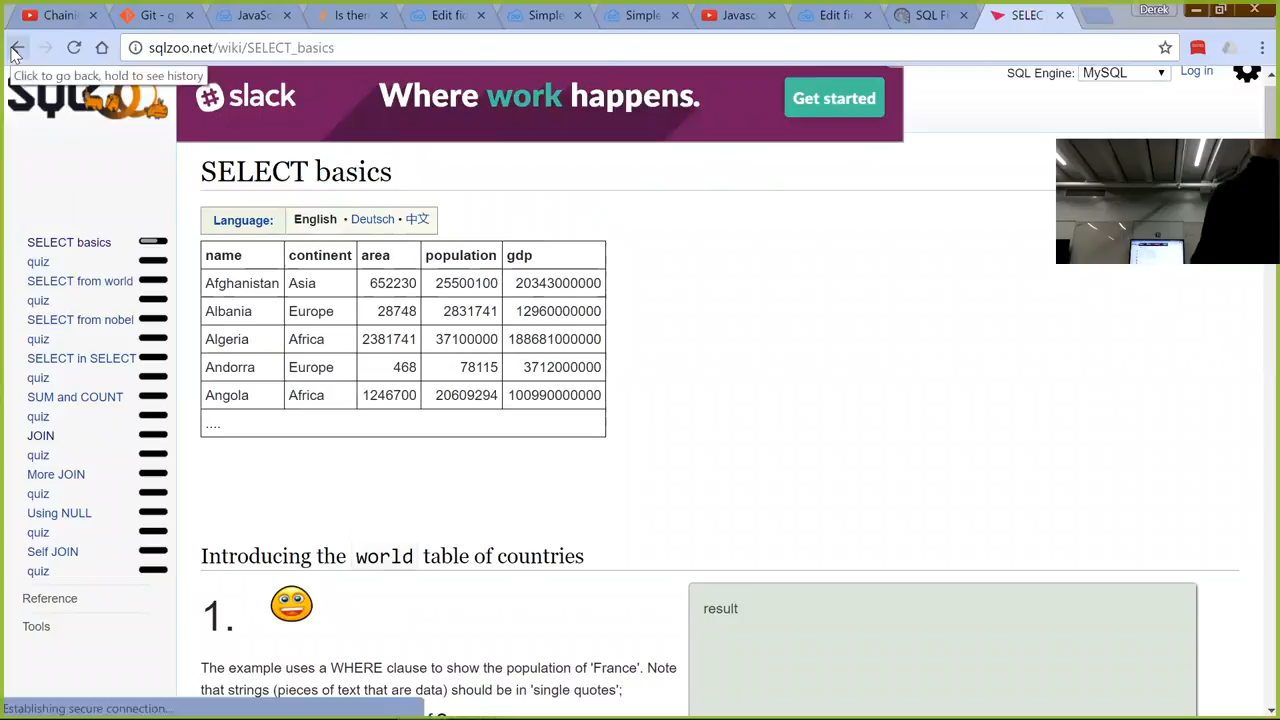 Chaini
Git - g
JavaSc
Is ther
Edit fic
Simple
Simple
Javasc
Edit fi
SQL Fi
SELEC
Derek
sqlzoo.net/wiki/SELECT_basics
Click to go back, hold to see history
slack
Where work happens.
Get started
SQL Engine: MySQL
Log in
SELECT basics
Language: English • Deutsch • 中文
name continent area population gdp
Afghanistan Asia 652230 25500100 20343000000
Albania Europe 28748 2831741 12960000000
Algeria Africa 2381741 37100000 188681000000
Andorra Europe 468 78115 3712000000
Angola Africa 1246700 20609294 100990000000
....
SELECT basics
quiz
SELECT from world
quiz
SELECT from nobel
quiz
SELECT in SELECT
quiz
SUM and COUNT
quiz
JOIN
quiz
More JOIN
quiz
Using NULL
quiz
Self JOIN
quiz
Reference
Tools
Introducing the world table of countries
1.
result
The example uses a WHERE clause to show the population of 'France'. Note
that strings (pieces of text that are data) should be in 'single quotes';
Establishing secure connection...